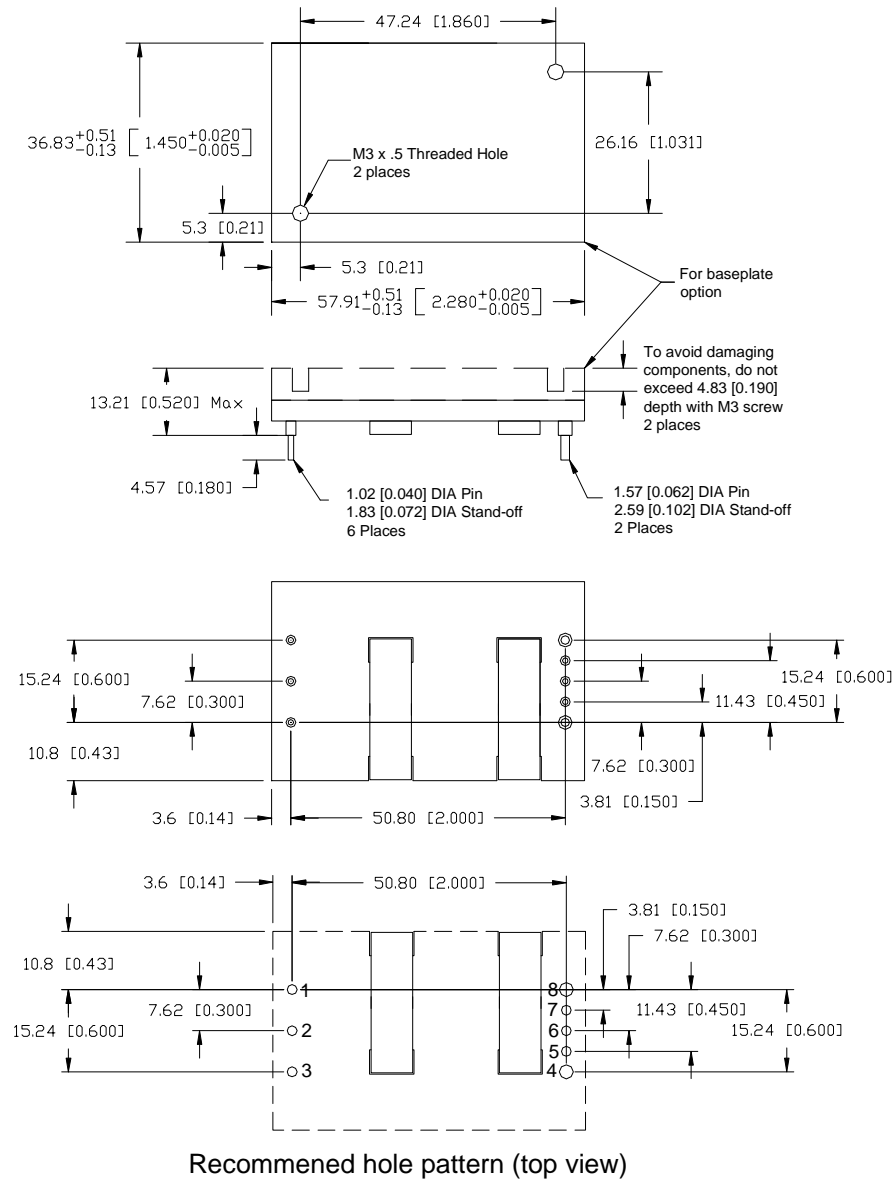 47.24 [1.860]
36.83 +0.51 -0.13 [ 1.450 +0.020 -0.005 ]
M3 x .5 Threaded Hole
2 places
26.16 [1.031]
5.3 [0.21]
5.3 [0.21]
57.91 +0.51 -0.13 [ 2.280 +0.020 -0.005 ]
For baseplate
option
To avoid damaging
components, do not
exceed 4.83 [0.190]
depth with M3 screw
2 places
13.21 [0.520] Max
4.57 [0.180]
1.02 [0.040] DIA Pin
1.83 [0.072] DIA Stand-off
6 Places
1.57 [0.062] DIA Pin
2.59 [0.102] DIA Stand-off
2 Places
15.24 [0.600]
7.62 [0.300]
10.8 [0.43]
15.24 [0.600]
11.43 [0.450]
7.62 [0.300]
3.81 [0.150]
3.6 [0.14]
50.80 [2.000]
3.6 [0.14]
50.80 [2.000]
3.81 [0.150]
7.62 [0.300]
10.8 [0.43]
7.62 [0.300]
15.24 [0.600]
1
2
3
8
7
6
5
4
11.43 [0.450]
15.24 [0.600]
Recommened hole pattern (top view)